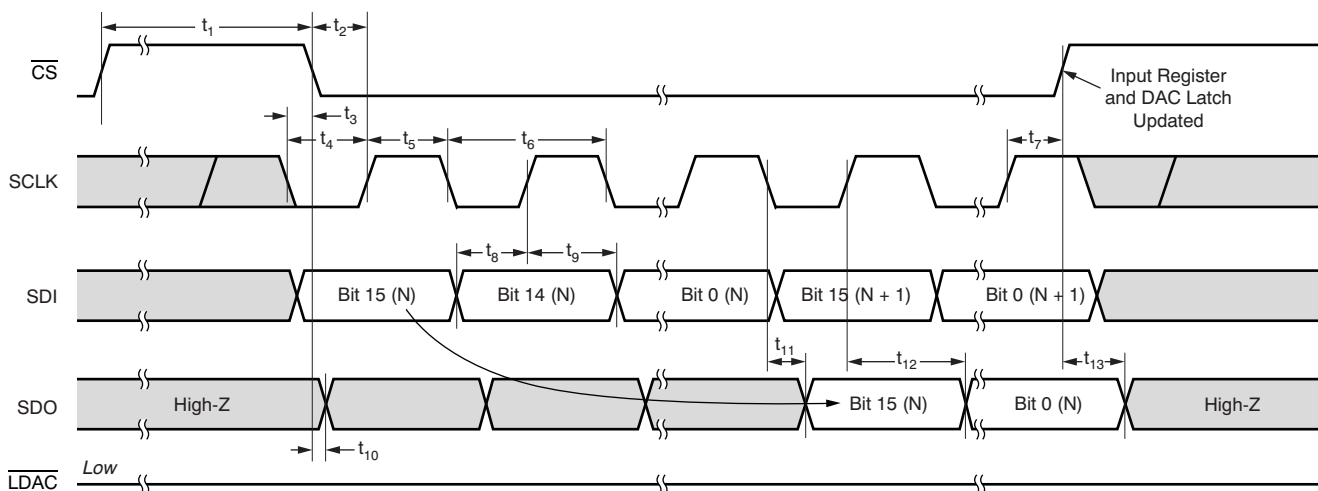 t1
t2
CS
Input Register
and DAC Latch
Updated
t3
t4
t5
t6
t7
SCLK
t8
t9
SDI
Bit 15 (N)
Bit 14 (N)
Bit 0 (N)
Bit 15 (N + 1)
Bit 0 (N + 1)
t11
t12
t13
SDO
High-Z
Bit 15 (N)
Bit 0 (N)
High-Z
t10
Low
LDAC